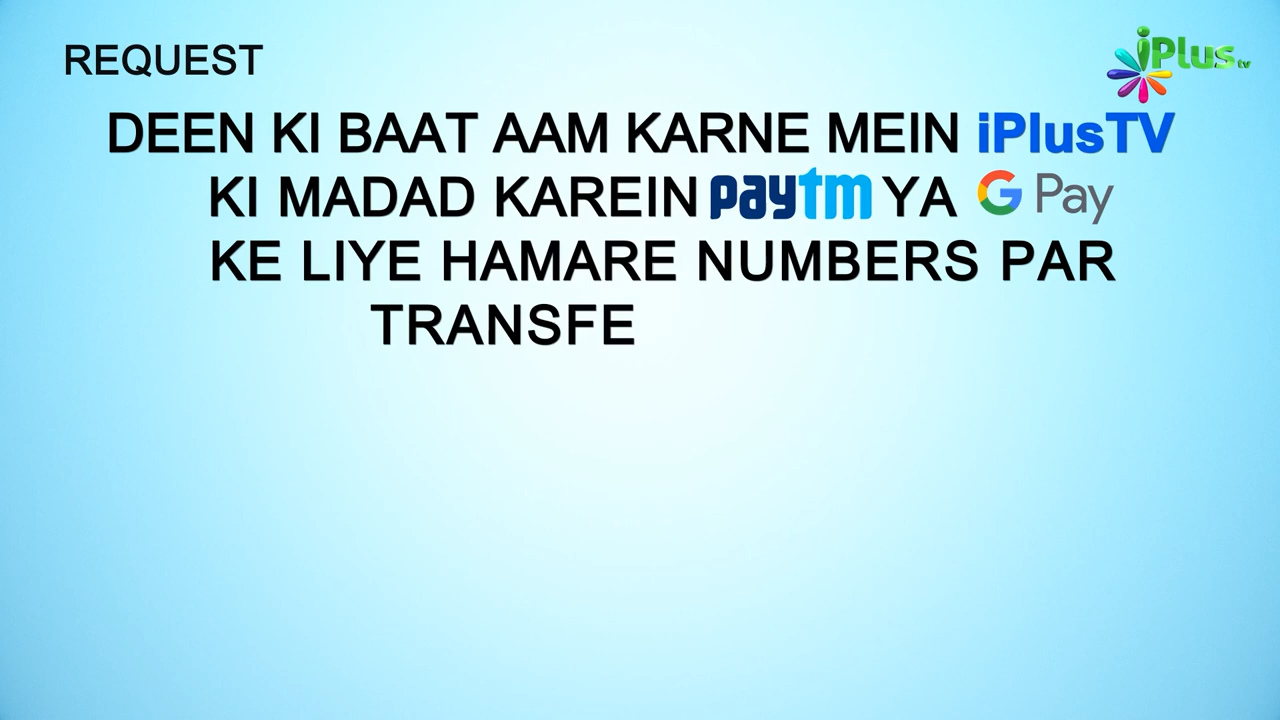 REQUEST
iPlus tv
DEEN KI BAAT AAM KARNE MEIN iPlusTV
KI MADAD KAREIN paytm YA G Pay
KE LIYE HAMARE NUMBERS PAR
TRANSFE